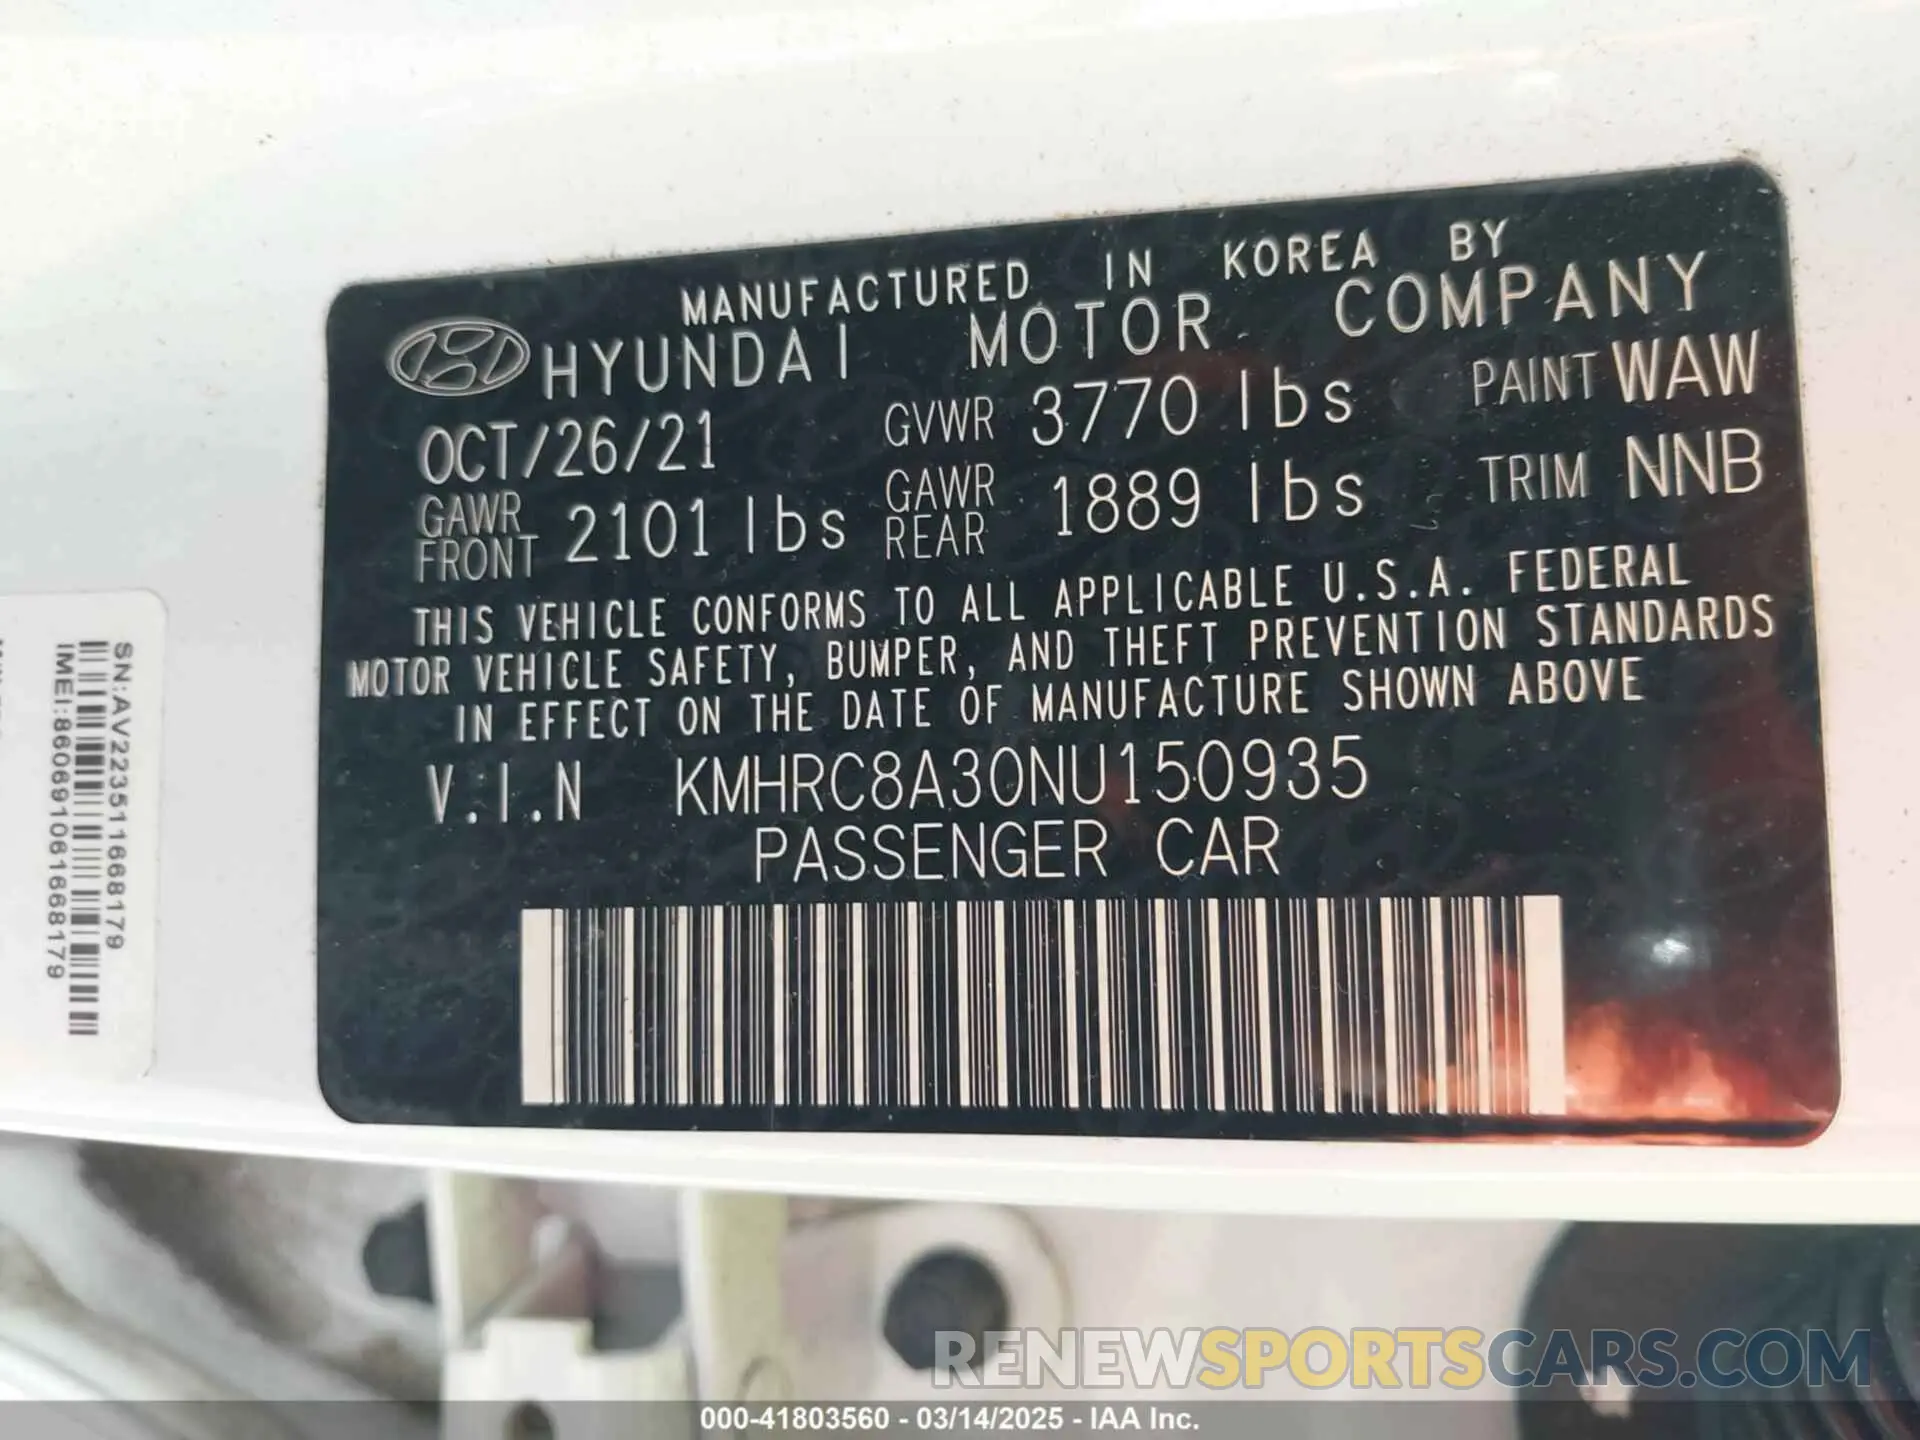 MANUFACTURED IN KOREA BY
HYUNDAI MOTOR COMPANY
OCT/26/21 GVWR 3770 lbs PAINT WAW
GAWR FRONT 2101 lbs GAWR REAR 1889 lbs TRIM NNB
THIS VEHICLE CONFORMS TO ALL APPLICABLE U.S.A. FEDERAL
MOTOR VEHICLE SAFETY, BUMPER, AND THEFT PREVENTION STANDARDS
IN EFFECT ON THE DATE OF MANUFACTURE SHOWN ABOVE
V.I.N KMHRC8A30NU150935
PASSENGER CAR
SN:AV223511668179
IMEI:860691061668179
RENEWSPORTSCARS.COM
000-41803560 - 03/14/2025 - IAA Inc.